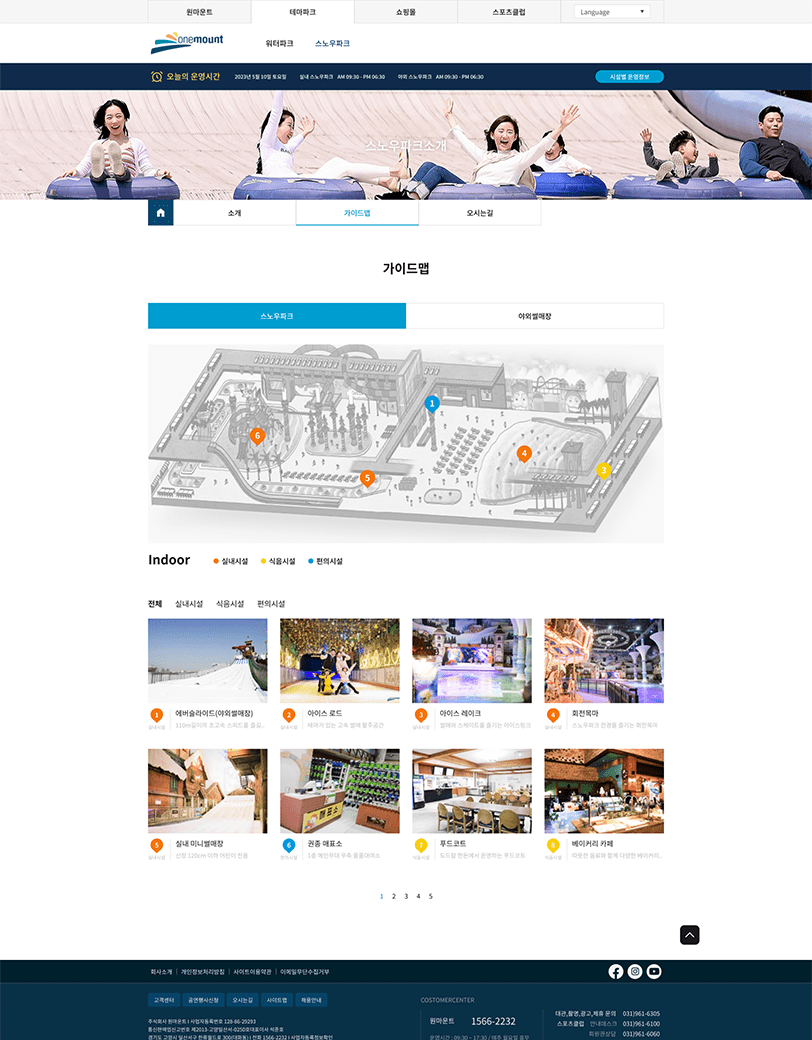 원마운트
테마파크
쇼핑몰
스포츠클럽
Language
onemount
워터파크
스노우파크
오늘의 운영시간
2023년 5월 10일 토요일
실내 스노우파크 AM 09:30 - PM 06:30
야외 스노우파크 AM 09:30 - PM 06:30
시설별 운영정보
스노우파크소개
소개
가이드맵
오시는길
가이드맵
스노우파크
야외썰매장
1
6
4
3
5
Indoor
실내시설
식음시설
편의시설
전체
실내시설
식음시설
편의시설
1
실내시설
에버슬라이드(야외썰매장)
110m길이에 초고속 스피드를 즐길..
2
실내시설
아이스 로드
테마가 있는 고속 썰매 활주공간
3
실내시설
아이스 레이크
썰매와 스케이트를 즐기는 아이스링크
4
실내시설
회전목마
스노우파크 전경을 즐기는 회전목마
5
실내시설
실내 미니썰매장
신장 120cm 이하 어린이 전용
6
편의시설
권종 매표소
1층 메인무대 우측
7
식음시설
푸드코트
도드람 한돈에서 운영하는 푸드코트
8
식음시설
베이커리 카페
따뜻한 음료와 함께 다양한 베이커리..
1 2 3 4 5
회사소개
개인정보처리방침
사이트이용약관
이메일무단수집거부
고객센터
공연행사신청
오시는길
사이트맵
채용안내
주식회사 원마운트 I 사업자등록번호 128-86-25293
통신판매업신고번호 제2013-고양일산서-0250호대표이사 석준호
경기도 고양시 일산서구 한류월드로 300(대화동) I 전화 1566-2232 I 사업자등록정보확인
COSTOMERCENTER
원마운트 1566-2232
운영시간 : 09:30 ~ 17:30 / 매주 월요일 휴무
대관,촬영,광고,제휴 문의 031)961-6305
스포츠클럽 안내데스크 031)961-6100
회원권상담 031)961-6060